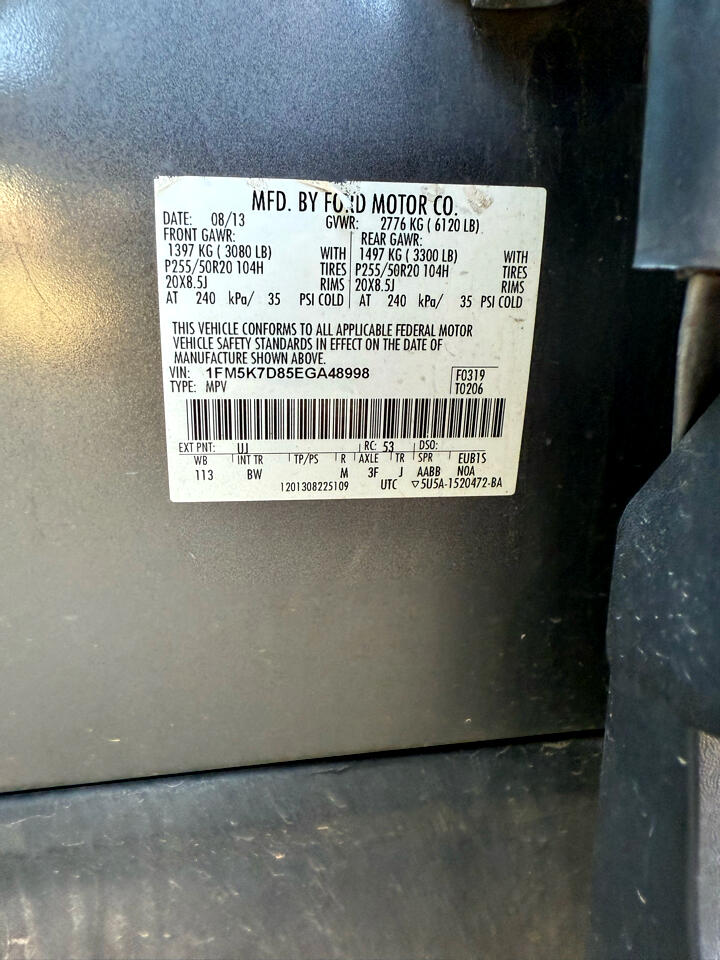 MFD. BY FORD MOTOR CO.
DATE: 08/13 GVWR: 2776 KG ( 6120 LB)
FRONT GAWR: REAR GAWR:
1397 KG ( 3080 LB) WITH 1497 KG ( 3300 LB) WITH
P255/50R20 104H TIRES P255/50R20 104H TIRES
20X8.5J RIMS 20X8.5J RIMS
AT 240 kPa/ 35 PSI COLD AT 240 kPa/ 35 PSI COLD
THIS VEHICLE CONFORMS TO ALL APPLICABLE FEDERAL MOTOR
VEHICLE SAFETY STANDARDS IN EFFECT ON THE DATE OF
MANUFACTURE SHOWN ABOVE.
VIN: 1FM5K7D85EGA48998 F0319
TYPE: MPV T0206
EXT PNT: UJ RC: 53 DSO:
WB INT TR TP/PS R AXLE TR SPR EUB1S
113 BW M 3F J AABB N0A
1201308225109 UTC ▽5U5A-1520472-BA